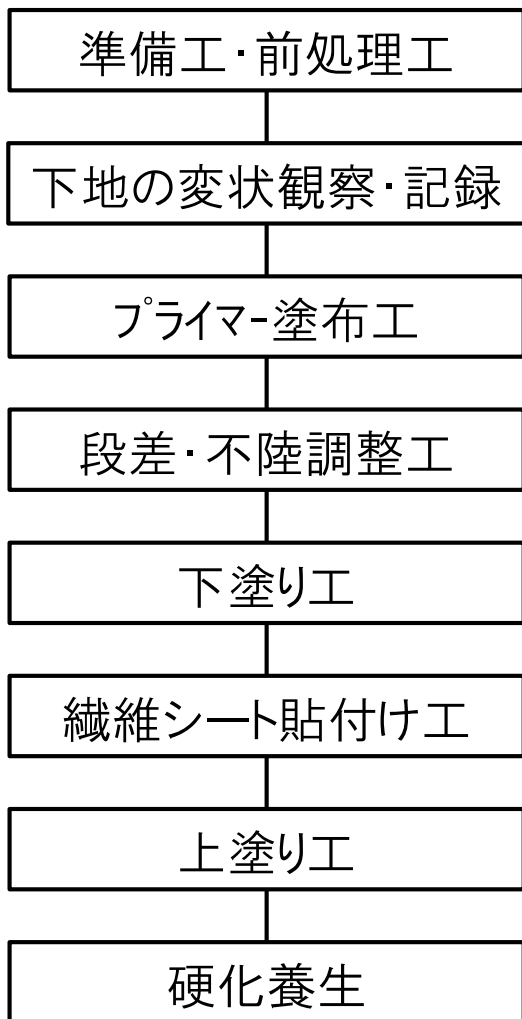 準備工・前処理工
下地の変状観察・記録
プライマー塗布工
段差・不陸調整工
下塗り工
繊維シート貼付け工
上塗り工
硬化養生